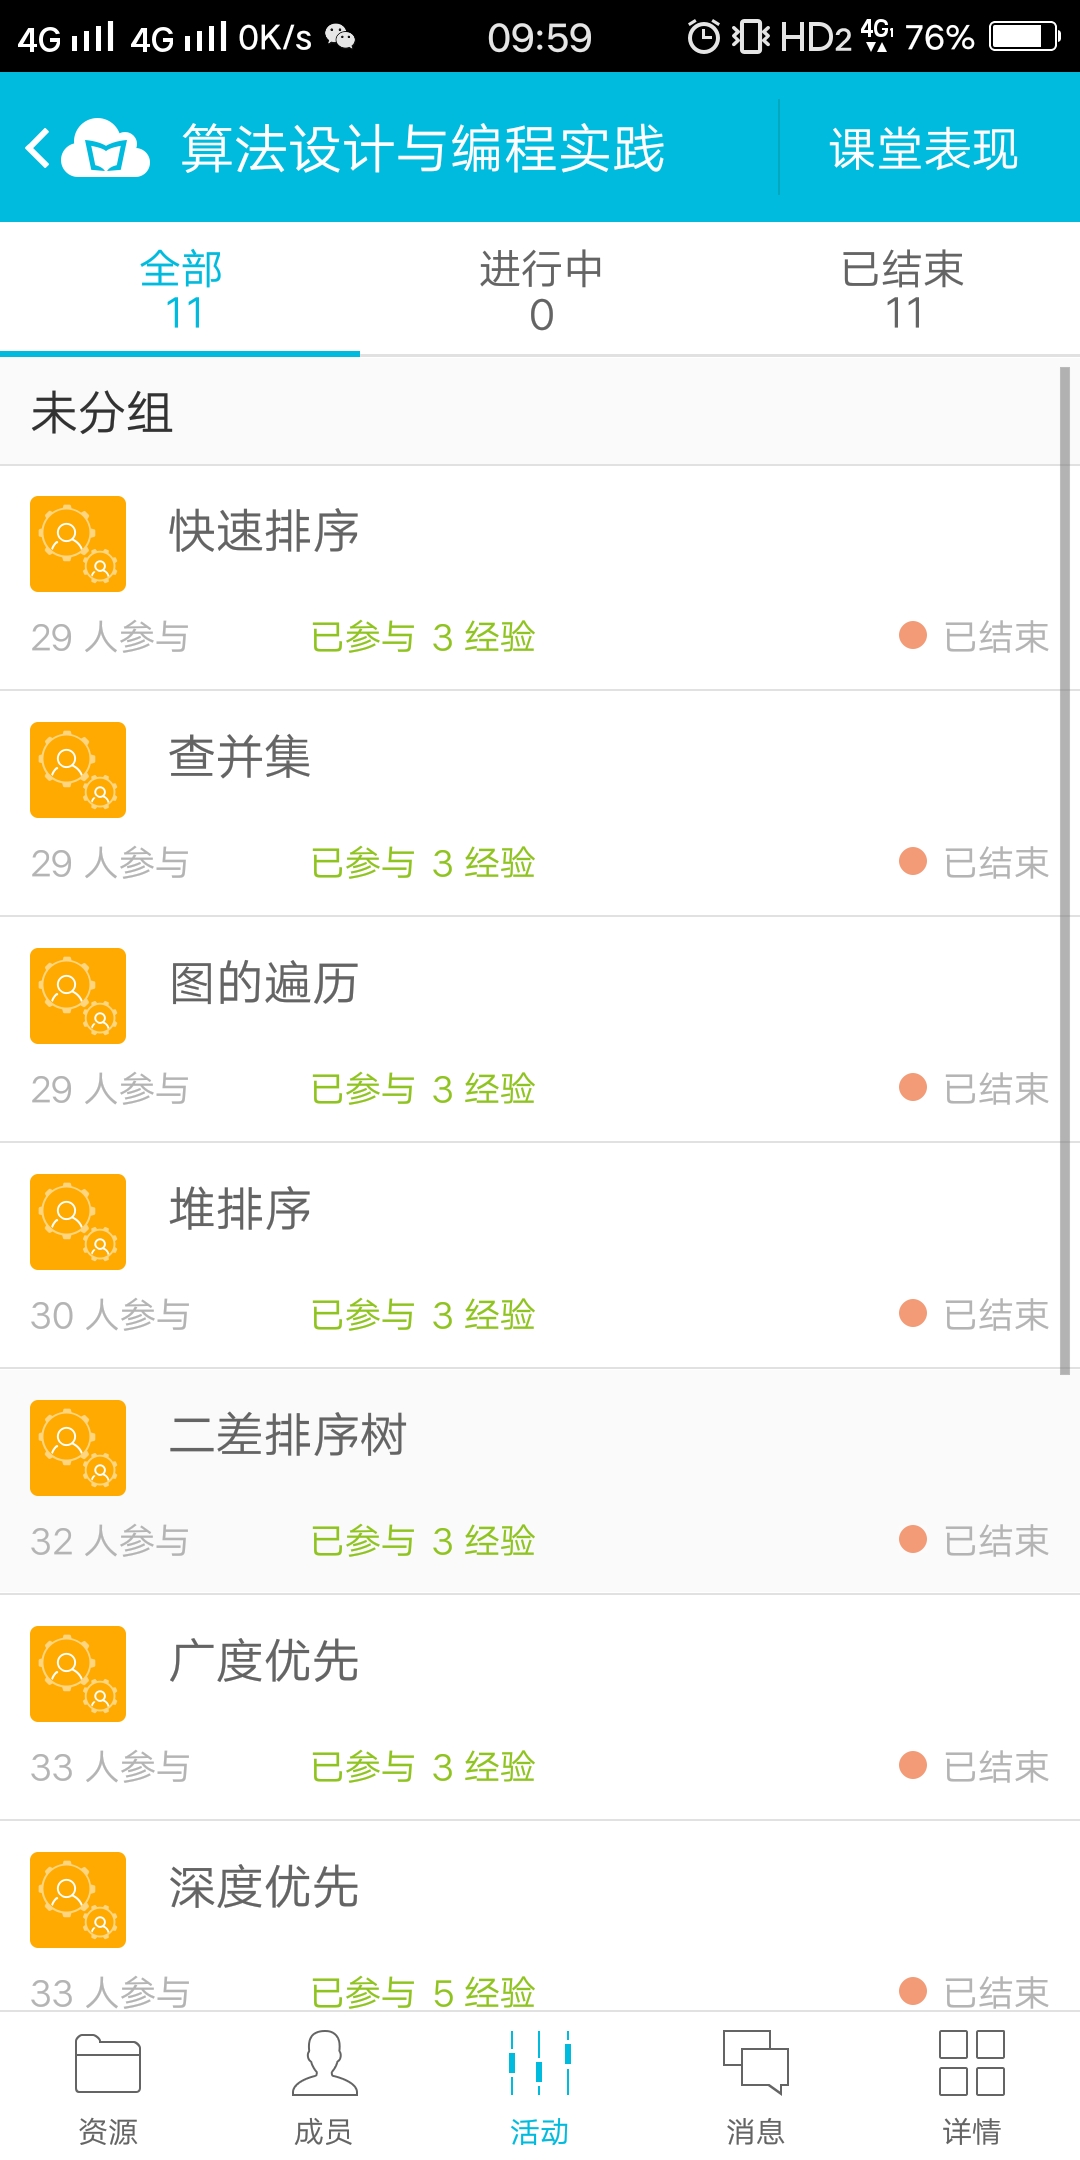 4G 4G 0K/s 09:59 HD2 4G1 76%
算法设计与编程实践 课堂表现
全部 进行中 已结束
11 0 11
未分组
快速排序
29 人参与 已参与 3 经验 已结束
查并集
29 人参与 已参与 3 经验 已结束
图的遍历
29 人参与 已参与 3 经验 已结束
堆排序
30 人参与 已参与 3 经验 已结束
二差排序树
32 人参与 已参与 3 经验 已结束
广度优先
33 人参与 已参与 3 经验 已结束
深度优先
33 人参与 已参与 5 经验 已结束
资源 成员 活动 消息 详情